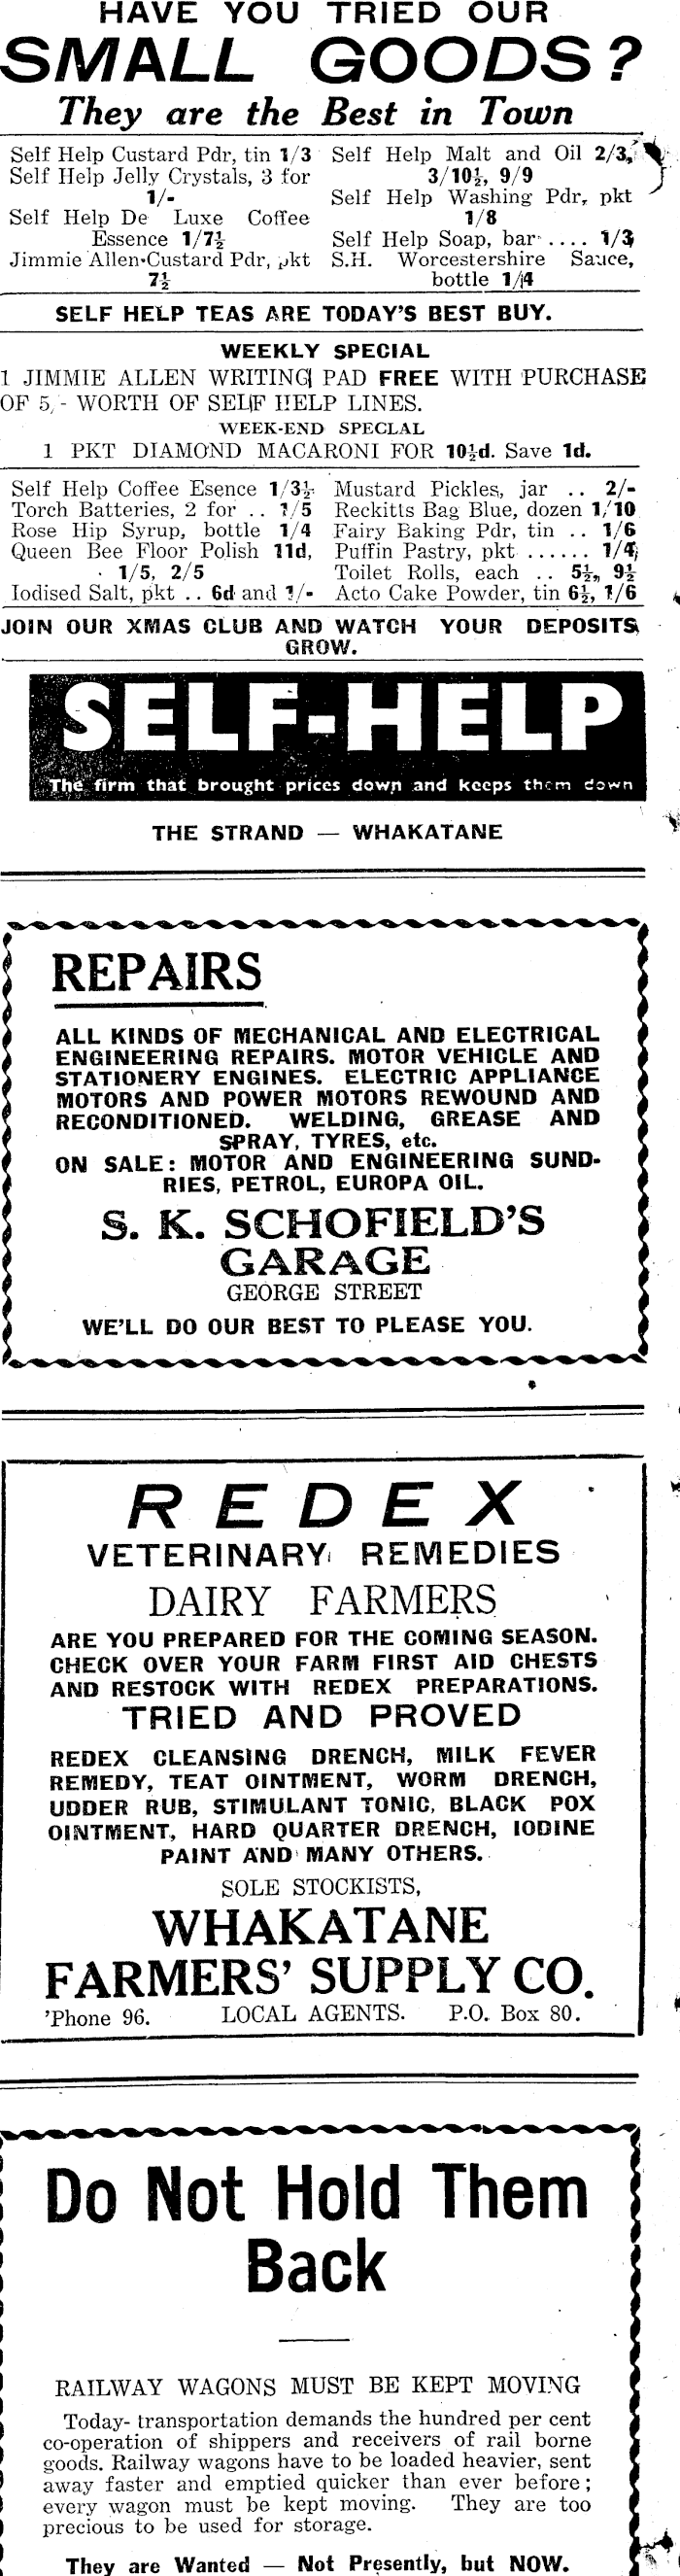 HAVE YOU TRIED OUR
SMALL GOODS?
They are the Best in Town
Self Help Custard Pdr, tin 1/3
Self Help Jelly Crystals, 3 for
1/-
Self Help De Luxe Coffee
Essence 1/7½
Jimmie Allen Custard Pdr, pkt
7½
Self Help Malt and Oil 2/3,
3/10½, 9/9
Self Help Washing Pdr, pkt
1/8
Self Help Soap, bar .... 1/3
S.H. Worcestershire Sauce,
bottle 1/4
SELF HELP TEAS ARE TODAY'S BEST BUY.
WEEKLY SPECIAL
1 JIMMIE ALLEN WRITING PAD FREE WITH PURCHASE
OF 5/- WORTH OF SELF HELP LINES.
WEEK-END SPECLAL
1 PKT DIAMOND MACARONI FOR 10½d. Save 1d.
Self Help Coffee Esence 1/3½
Torch Batteries, 2 for .. 1/5
Rose Hip Syrup, bottle 1/4
Queen Bee Floor Polish 11d,
1/5, 2/5
Iodised Salt, pkt .. 6d and 1/-
Mustard Pickles, jar .. 2/-
Reckitts Bag Blue, dozen 1/10
Fairy Baking Pdr, tin .. 1/6
Puffin Pastry, pkt ...... 1/4
Toilet Rolls, each .. 5½, 9½
Acto Cake Powder, tin 6½, 1/6
JOIN OUR XMAS CLUB AND WATCH YOUR DEPOSITS
GROW.
SELF-HELP
The firm that brought prices down and keeps them down
THE STRAND — WHAKATANE
REPAIRS
ALL KINDS OF MECHANICAL AND ELECTRICAL
ENGINEERING REPAIRS. MOTOR VEHICLE AND
STATIONERY ENGINES. ELECTRIC APPLIANCE
MOTORS AND POWER MOTORS REWOUND AND
RECONDITIONED. WELDING, GREASE AND
SPRAY, TYRES, etc.
ON SALE: MOTOR AND ENGINEERING SUND-
RIES, PETROL, EUROPA OIL.
S. K. SCHOFIELD'S
GARAGE
GEORGE STREET
WE'LL DO OUR BEST TO PLEASE YOU.
REDEX
VETERINARY REMEDIES
DAIRY FARMERS
ARE YOU PREPARED FOR THE COMING SEASON.
CHECK OVER YOUR FARM FIRST AID CHESTS
AND RESTOCK WITH REDEX PREPARATIONS.
TRIED AND PROVED
REDEX CLEANSING DRENCH, MILK FEVER
REMEDY, TEAT OINTMENT, WORM DRENCH,
UDDER RUB, STIMULANT TONIC, BLACK POX
OINTMENT, HARD QUARTER DRENCH, IODINE
PAINT AND MANY OTHERS.
SOLE STOCKISTS,
WHAKATANE
FARMERS' SUPPLY CO.
'Phone 96. LOCAL AGENTS. P.O. Box 80.
Do Not Hold Them
Back
RAILWAY WAGONS MUST BE KEPT MOVING
Today transportation demands the hundred per cent
co-operation of shippers and receivers of rail borne
goods. Railway wagons have to be loaded heavier, sent
away faster and emptied quicker than ever before;
every wagon must be kept moving. They are too
precious to be used for storage.
They are Wanted — Not Presently, but NOW.